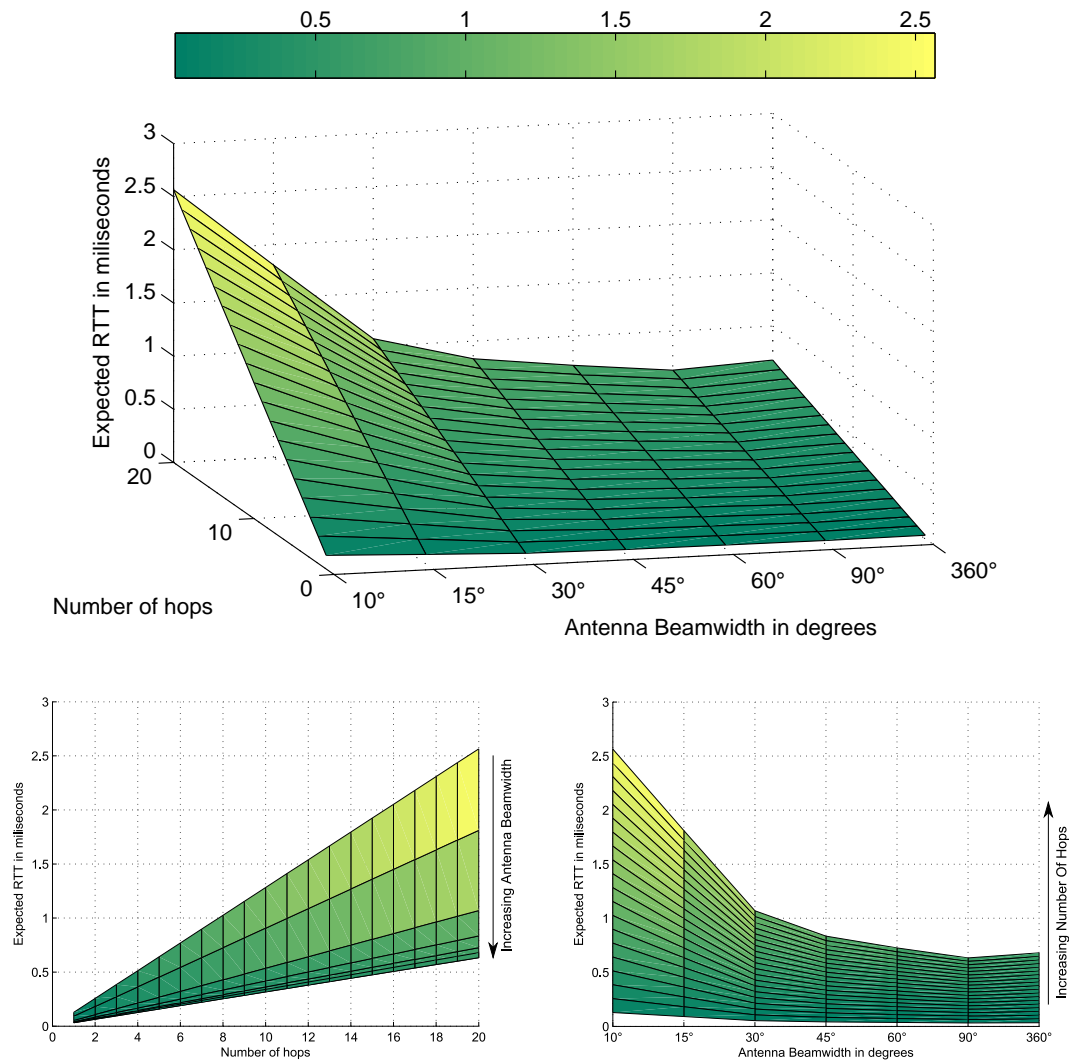 0.5 1 1.5 2 2.5
3
2.5
2
1.5
1
0.5
0
Expected RTT in miliseconds
20
10
0
Number of hops
10° 15° 30° 45° 60° 90° 360°
Antenna Beamwidth in degrees
3
2.5
2
1.5
1
0.5
0
Expected RTT in miliseconds
0 2 4 6 8 10 12 14 16 18 20
Number of hops
Increasing Antenna Beamwidth
3
2.5
2
1.5
1
0.5
0
Expected RTT in miliseconds
10° 15° 30° 45° 60° 90° 360°
Antenna Beamwidth in degrees
Increasing Number Of Hops